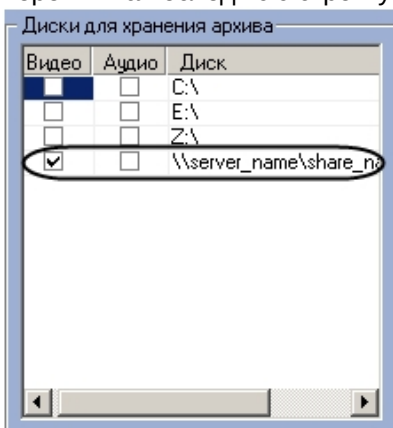 Диски для хранения архива
Видео Аудио Диск
C:\
E:\
Z:\
\\server_name\share_na